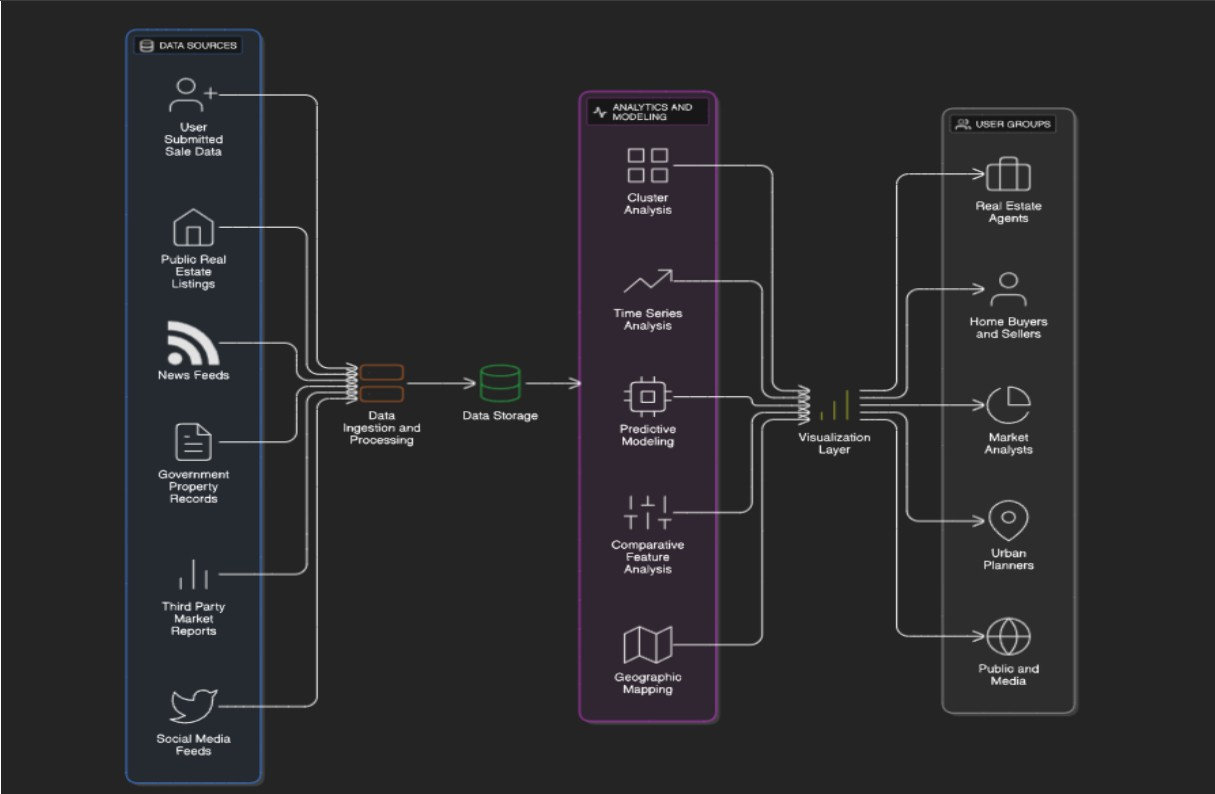 DATA SOURCES
User
Submitted
Sale Data
Public Real
Estate
Listings
News Feeds
Government
Property
Records
Third Party
Market
Reports
Social Media
Feeds
Data
Ingestion and
Processing
Data Storage
ANALYTICS AND
MODELING
Cluster
Analysis
Time Series
Analysis
Predictive
Modeling
Comparative
Feature
Analysis
Geographic
Mapping
Visualization
Layer
USER GROUPS
Real Estate
Agents
Home Buyers
and Sellers
Market
Analysts
Urban
Planners
Public and
Media